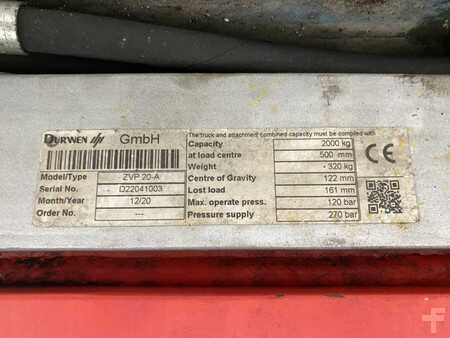 DURWEN GmbH
Model/Type ZVP 20-A
Serial No. D22041003
Month/Year 12/20
Order No. ---
The truck and attachment combined capacity must be complied with
Capacity 2000 kg
at load centre 500 mm
Weight - 320 kg
Centre of Gravity 122 mm
Lost load 161 mm
Max. operate press. 120 bar
Pressure supply 270 bar
CE